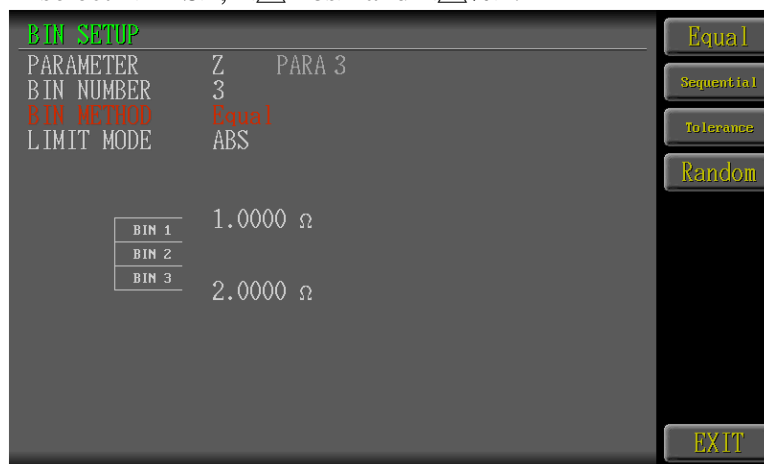 BIN SETUP
PARAMETER Z PARA 3
BIN NUMBER 3
BIN METHOD Equal
LIMIT MODE ABS
BIN 1 1.0000 Ω
BIN 2
BIN 3 2.0000 Ω
Equal
Sequential
Tolerance
Random
EXIT